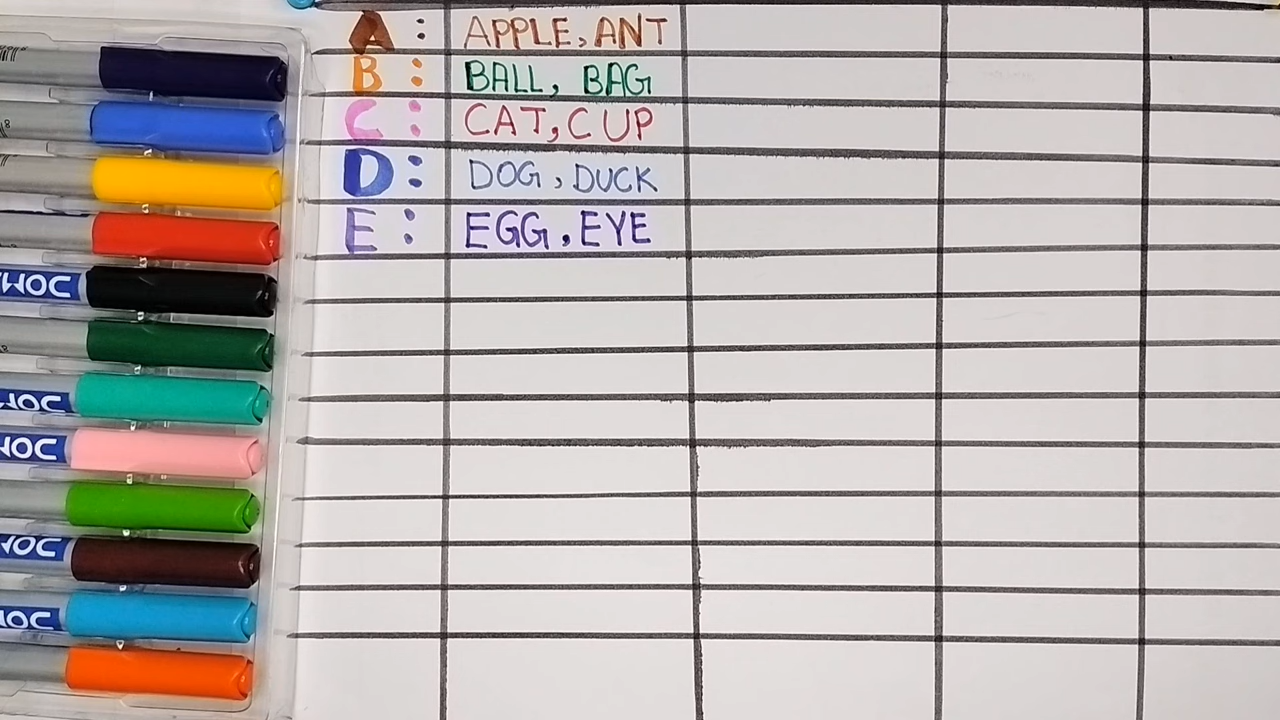 A : APPLE, ANT
B : BALL, BAG
C : CAT, CUP
D : DOG, DUCK
E : EGG, EYE